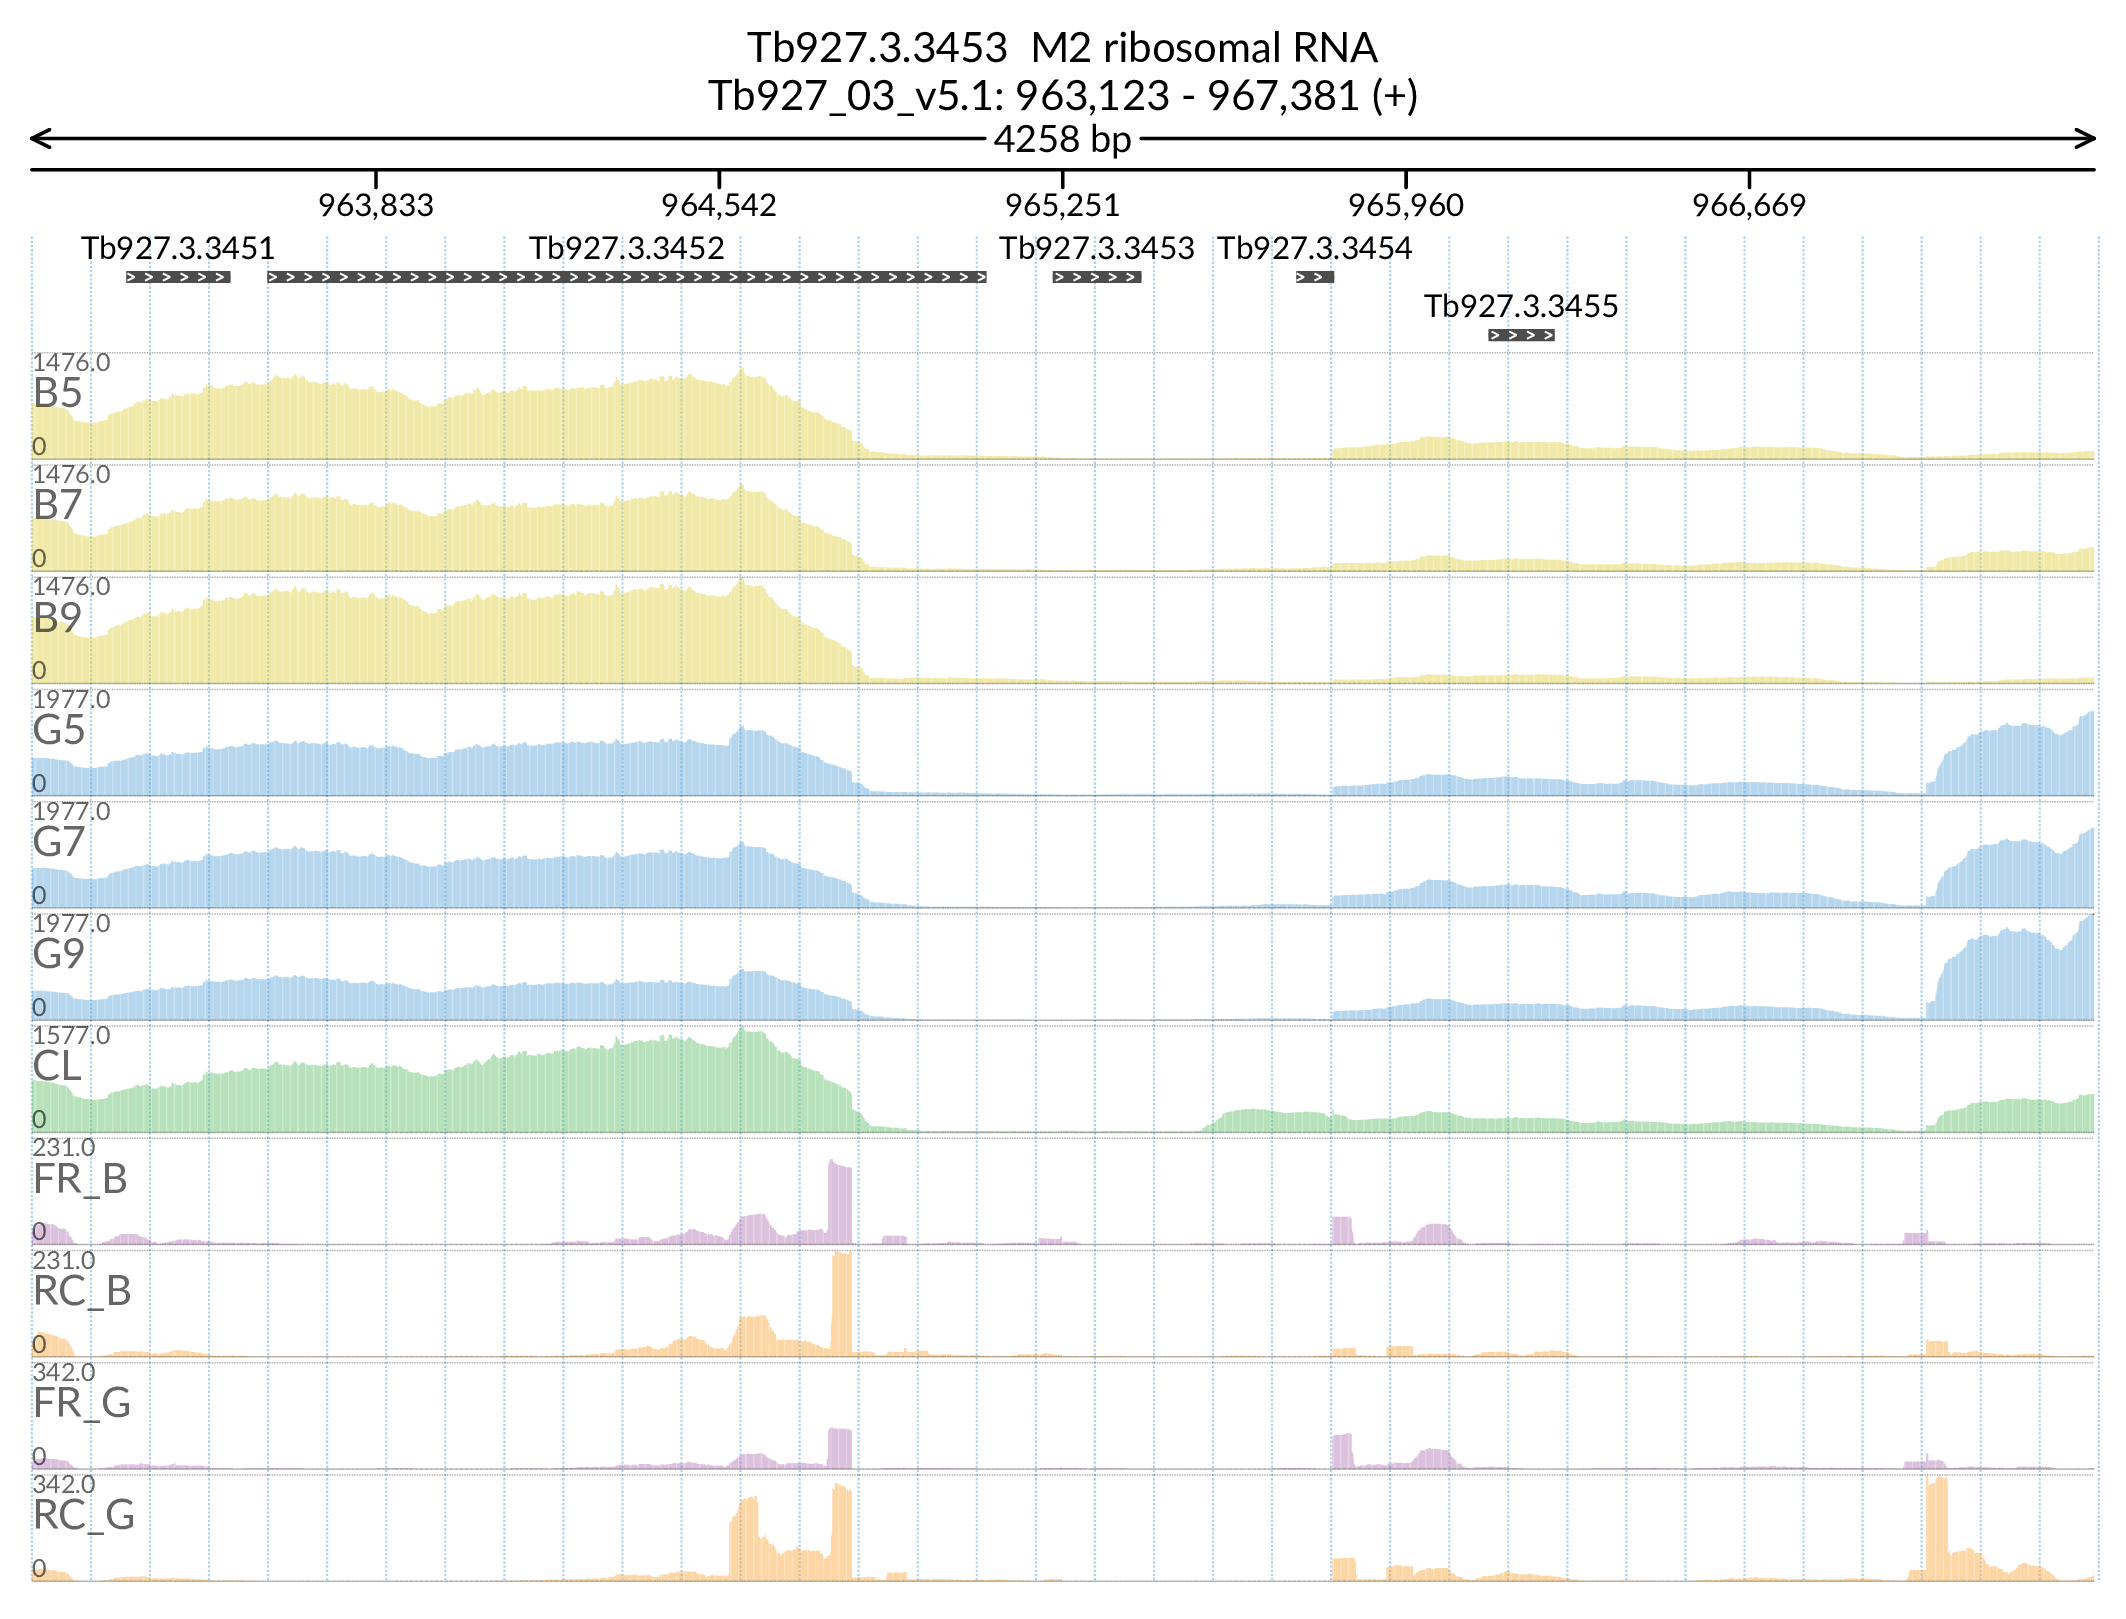 Tb927.3.3453  M2 ribosomal RNA
Tb927_03_v5.1: 963,123 - 967,381 (+)
4258 bp
963,833 964,542 965,251 965,960 966,669
Tb927.3.3451 Tb927.3.3452 Tb927.3.3453 Tb927.3.3454
Tb927.3.3455
1476.0
B5
0
1476.0
B7
0
1476.0
B9
0
1977.0
G5
0
1977.0
G7
0
1977.0
G9
0
1577.0
CL
0
231.0
FR_B
0
231.0
RC_B
0
342.0
FR_G
0
342.0
RC_G
0